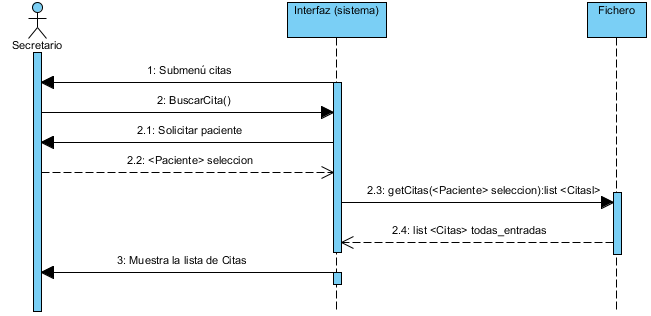 Interfaz (sistema)
Fichero
Secretario
1: Submenú citas
2: BuscarCita()
2.1: Solicitar paciente
2.2: <Paciente> seleccion
2.3: getCitas(<Paciente> seleccion):list <CitasI>
2.4: list <Citas> todas_entradas
3: Muestra la lista de Citas